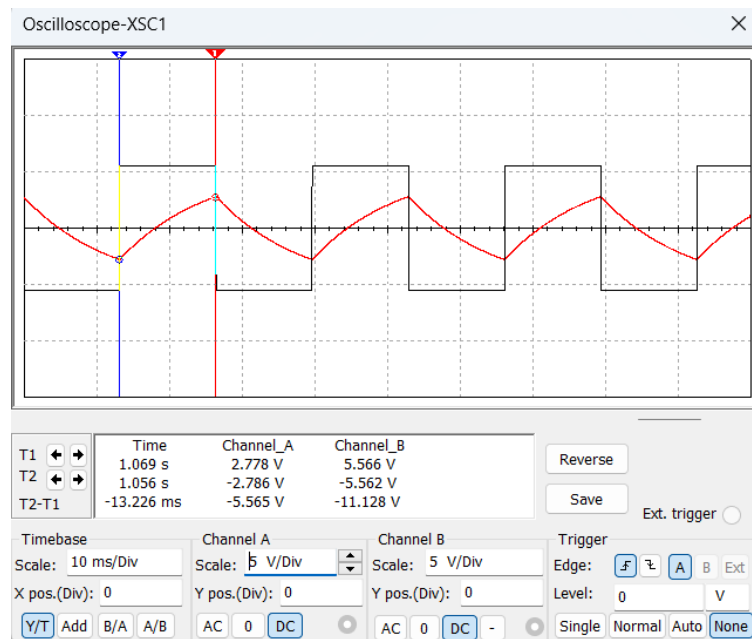 Oscilloscope-XSC1
2 1
T1 Time Channel_A Channel_B
1.069 s 2.778 V 5.566 V Reverse
T2 1.056 s -2.786 V -5.562 V
T2-T1 -13.226 ms -5.565 V -11.128 V Save
Ext. trigger
Timebase Channel A Channel B Trigger
Scale: 10 ms/Div Scale: 5 V/Div Scale: 5 V/Div Edge: A B Ext
X pos.(Div): 0 Y pos.(Div): 0 Y pos.(Div): 0 Level: 0 V
Y/T Add B/A A/B AC 0 DC AC 0 DC - Single Normal Auto None